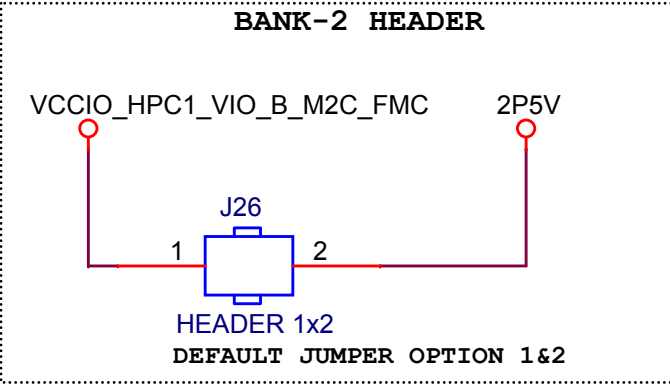 BANK-2 HEADER
VCCIO_HPC1_VIO_B_M2C_FMC 2P5V
J26
1 2
HEADER 1x2
DEFAULT JUMPER OPTION 1&2